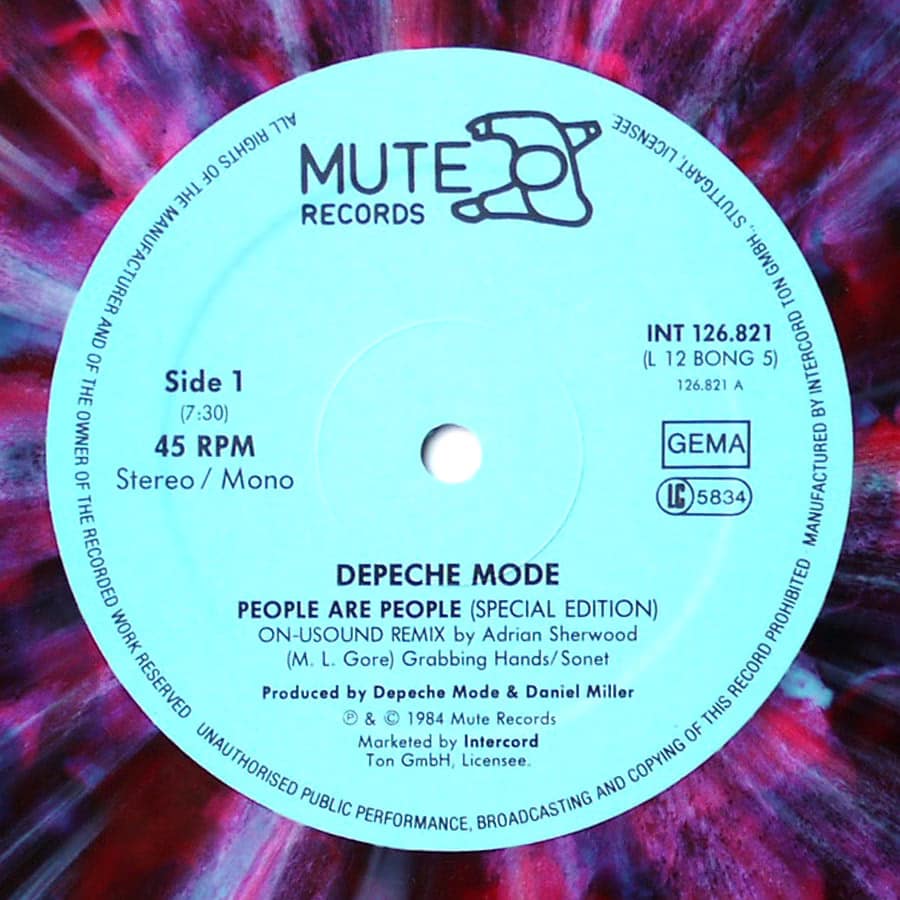 MUTE
RECORDS
Side 1
(7:30)
45 RPM
Stereo / Mono
INT 126.821
(L 12 BONG 5)
126.821 A
GEMA
LC 5834
DEPECHE MODE
PEOPLE ARE PEOPLE (SPECIAL EDITION)
ON-USOUND REMIX by Adrian Sherwood
(M. L. Gore) Grabbing Hands/Sonet
Produced by Depeche Mode & Daniel Miller
℗ & © 1984 Mute Records
Marketed by Intercord
Ton GmbH, Licensee.
ALL RIGHTS OF THE MANUFACTURER AND OF THE OWNER OF THE RECORDED WORK RESERVED UNAUTHORISED PUBLIC PERFORMANCE, BROADCASTING AND COPYING OF THIS RECORD PROHIBITED · MANUFACTURED BY INTERCORD TON GMBH., STUTTGART, LICENSEE.